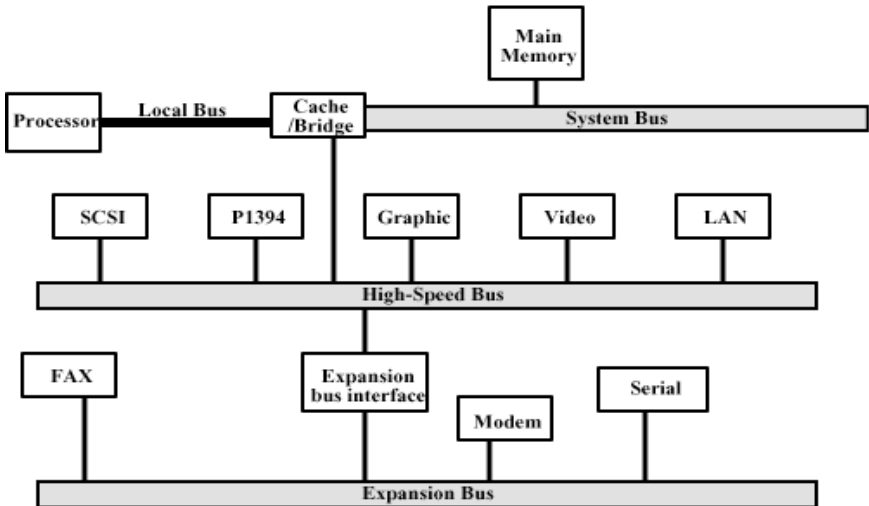 Main
Memory
Local Bus
Processor
Cache
/Bridge
System Bus
SCSI
P1394
Graphic
Video
LAN
High-Speed Bus
FAX
Expansion
bus interface
Modem
Serial
Expansion Bus